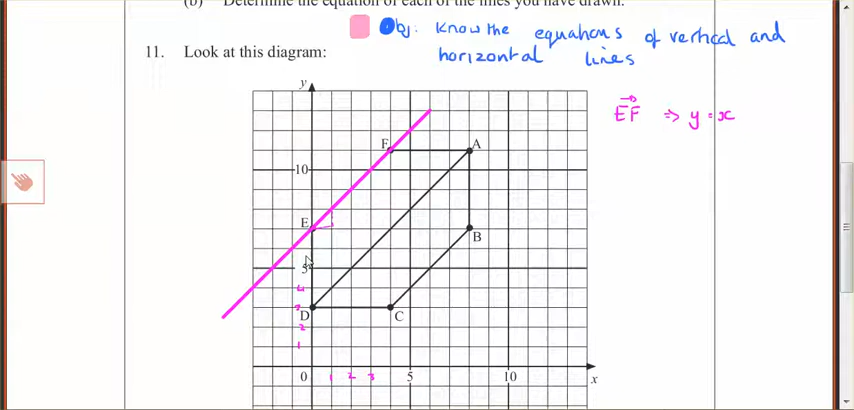 (b) Determine the equation of each of the lines you have drawn.
Obj: Know the equations of vertical and
horizontal lines
11. Look at this diagram:
EF ⇒ y = x
y
F A
10
E
B
5
4
3
D C
2
1
0 1 2 3 5 10 x